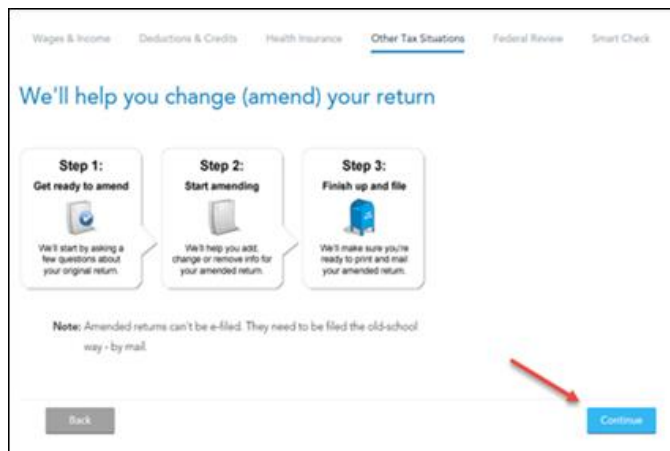 Wages & Income Deductions & Credits Health Insurance Other Tax Situations Federal Review Smart Check
We'll help you change (amend) your return
Step 1:
Get ready to amend
We'll start by asking a
few questions about
your original return.
Step 2:
Start amending
We'll help you add,
change or remove info for
your amended return.
Step 3:
Finish up and file
We'll make sure you're
ready to print and mail
your amended return.
Note: Amended returns can't be e-filed. They need to be filed the old-school
way - by mail.
Back Continue